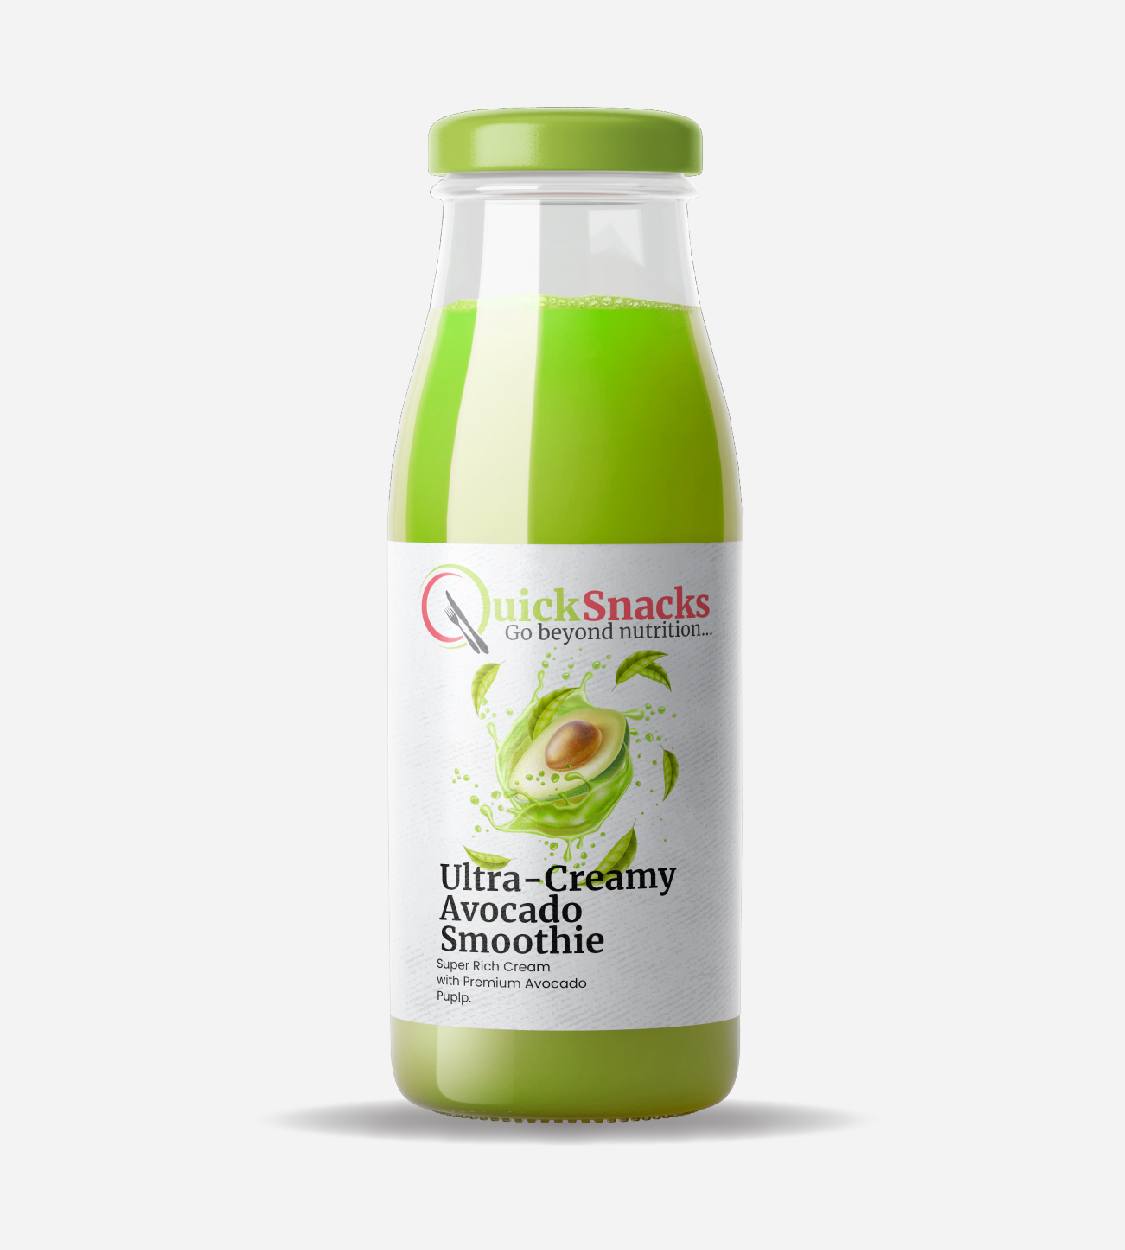 QuickSnacks
Go beyond nutrition...
Ultra-Creamy
Avocado
Smoothie
Super Rich Cream
with Premium Avocado
Puplp.